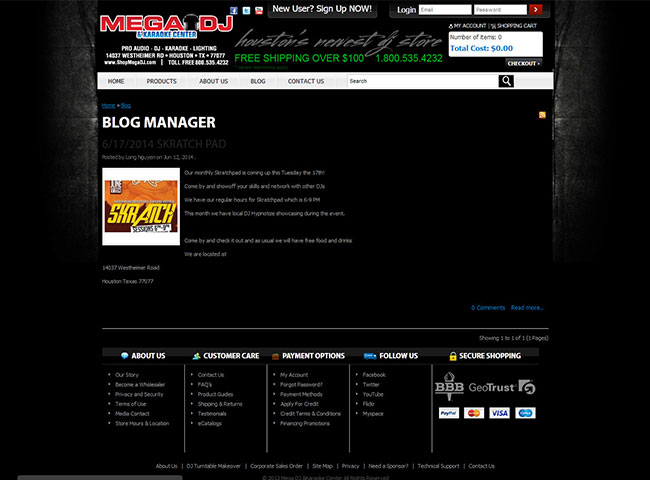 MEGA DJ
& KARAOKE CENTER
PRO AUDIO - DJ - KARAOKE - LIGHTING
14037 WESTHEIMER RD • HOUSTON • TX • 77077
www.ShopMegaDJ.com | TOLL FREE 800.535.4232
New User? Sign Up NOW!
Login Email Password
houston's newest dj store
FREE SHIPPING OVER $100 1.800.535.4232
MY ACCOUNT | SHOPPING CART
Number of Items: 0
Total Cost: $0.00
CHECKOUT
HOME PRODUCTS ABOUT US BLOG CONTACT US Search
Home » Blog
BLOG MANAGER
6/17/2014 SKRATCH PAD
Posted by Long Nguyen on Jun 12, 2014 .
SKRATCH
SESSIONS 6PM-9PM
Our monthly Skratchpad is coming up this Tuesday the 17th!!
Come by and showoff your skills and network with other DJs
We have our regular hours for Skratchpad which is 6-9 PM
This month we have local DJ Hypnotize showcasing during the event.
Come by and check it out and as usual we will have free food and drinks
We are located at
14037 Westheimer Road
Houston Texas 77077
0 Comments Read more...
Showing 1 to 1 of 1 (1 Pages)
ABOUT US
Our Story
Become a Wholesaler
Privacy and Security
Terms of Use
Media Contact
Store Hours & Location
CUSTOMER CARE
Contact Us
FAQ's
Product Guides
Shipping & Returns
Testimonials
eCatalogs
PAYMENT OPTIONS
My Account
Forgot Password?
Payment Methods
Apply For Credit
Credit Terms & Conditions
Financing Promotions
FOLLOW US
Facebook
Twitter
YouTube
Flickr
Myspace
SECURE SHOPPING
BBB GeoTrust
PayPal MasterCard VISA
About Us | DJ Turntable Makeover | Corporate Sales Order | Site Map | Privacy | Need a Sponsor? | Technical Support | Contact Us
© 2013 Mega DJ & Karaoke Center All Rights Reserved